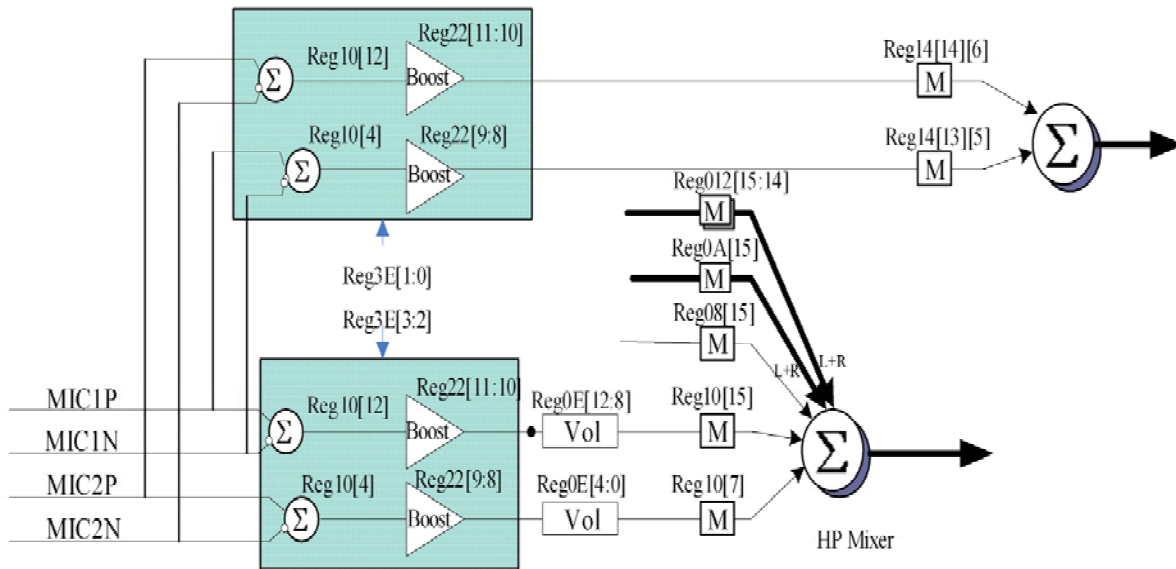 Reg22[11:10]
Reg10[12]
Σ
Boost
Reg14[14][6]
M
Reg10[4]
Reg22[9:8]
Σ
Boost
Reg14[13][5]
M
Σ
Reg012[15:14]
M
Reg0A[15]
M
Reg3E[1:0]
Reg3E[3:2]
Reg08[15]
M
L+R
L+R
MIC1P
MIC1N
MIC2P
MIC2N
Reg22[11:10]
Reg10[12]
Σ
Boost
Reg0E[12:8]
Vol
Reg10[15]
M
Σ
Reg10[4]
Reg22[9:8]
Σ
Boost
Reg0E[4:0]
Vol
Reg10[7]
M
HP Mixer